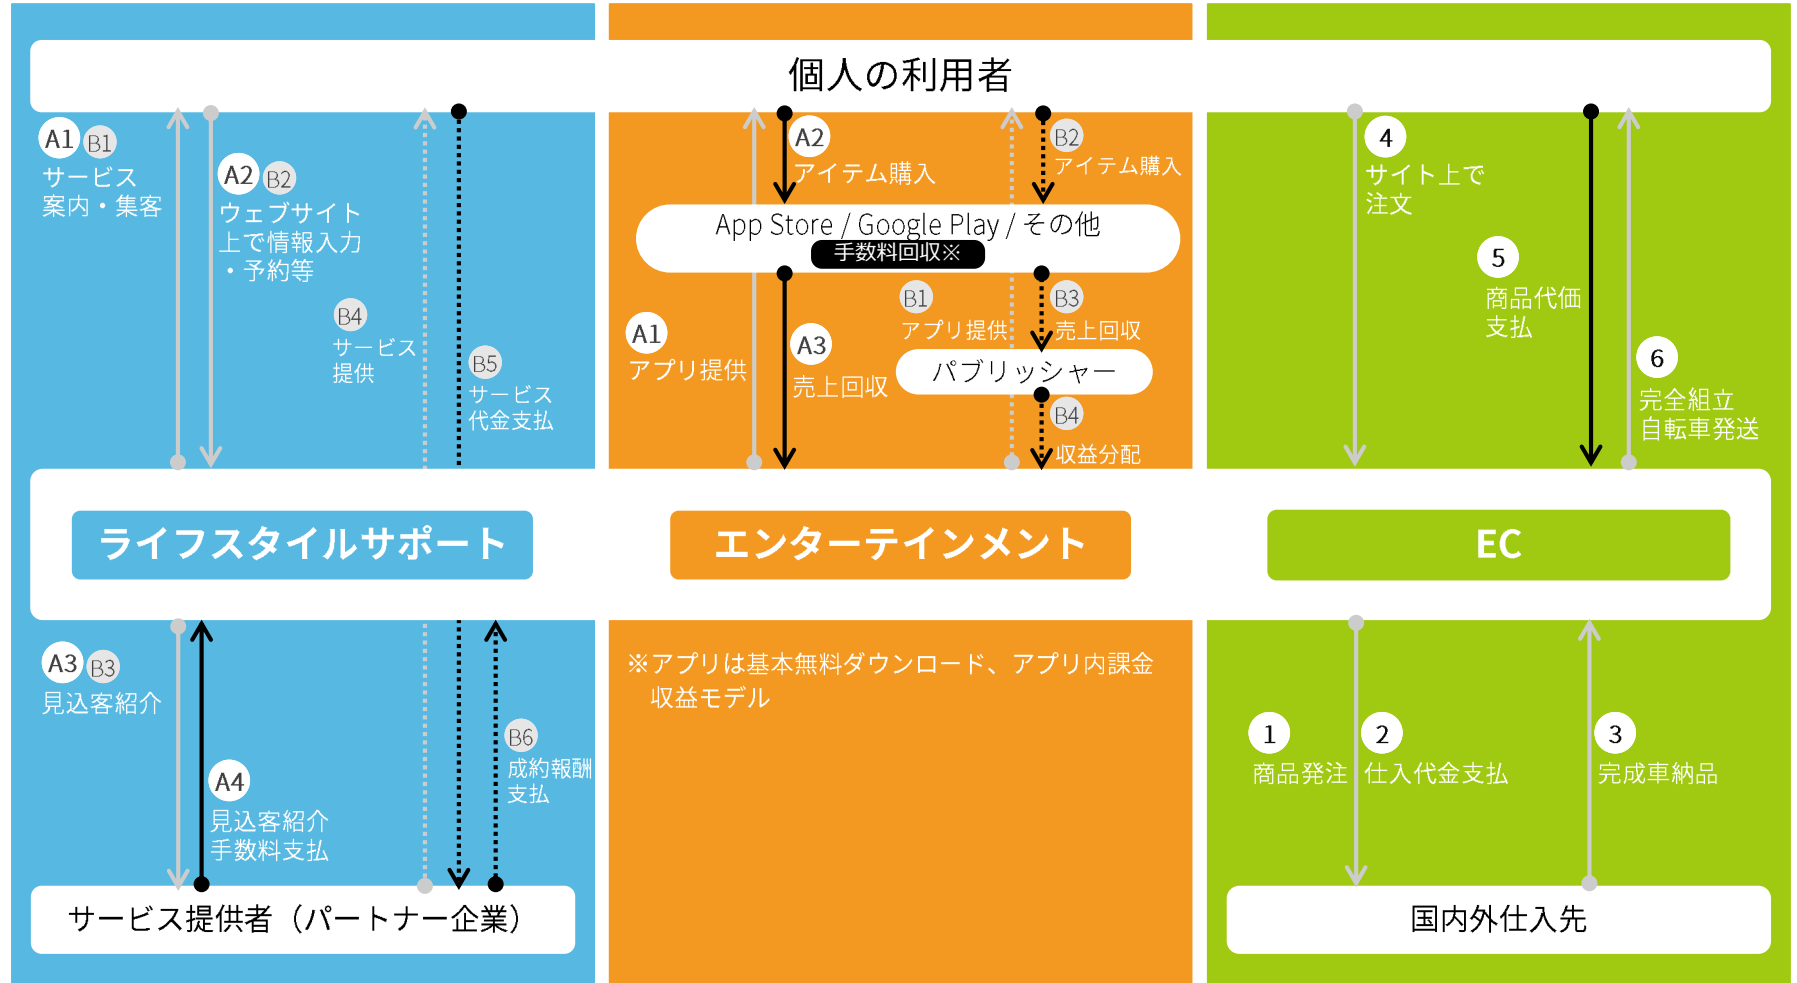 個人の利用者
A1 B1
サービス
案内・集客
A2 B2
ウェブサイト
上で情報入力
・予約等
B4
サービス
提供
B5
サービス
代金支払
A2
アイテム購入
B2
アイテム購入
App Store / Google Play / その他
手数料回収※
A1
アプリ提供
A3
売上回収
B1
アプリ提供
B3
売上回収
パブリッシャー
B4
収益分配
4
サイト上で
注文
5
商品代価
支払
6
完全組立
自転車発送
ライフスタイルサポート
エンターテインメント
EC
A3 B3
見込客紹介
A4
見込客紹介
手数料支払
B6
成約報酬
支払
サービス提供者（パートナー企業）
※アプリは基本無料ダウンロード、アプリ内課金
収益モデル
1
商品発注
2
仕入代金支払
3
完成車納品
国内外仕入先